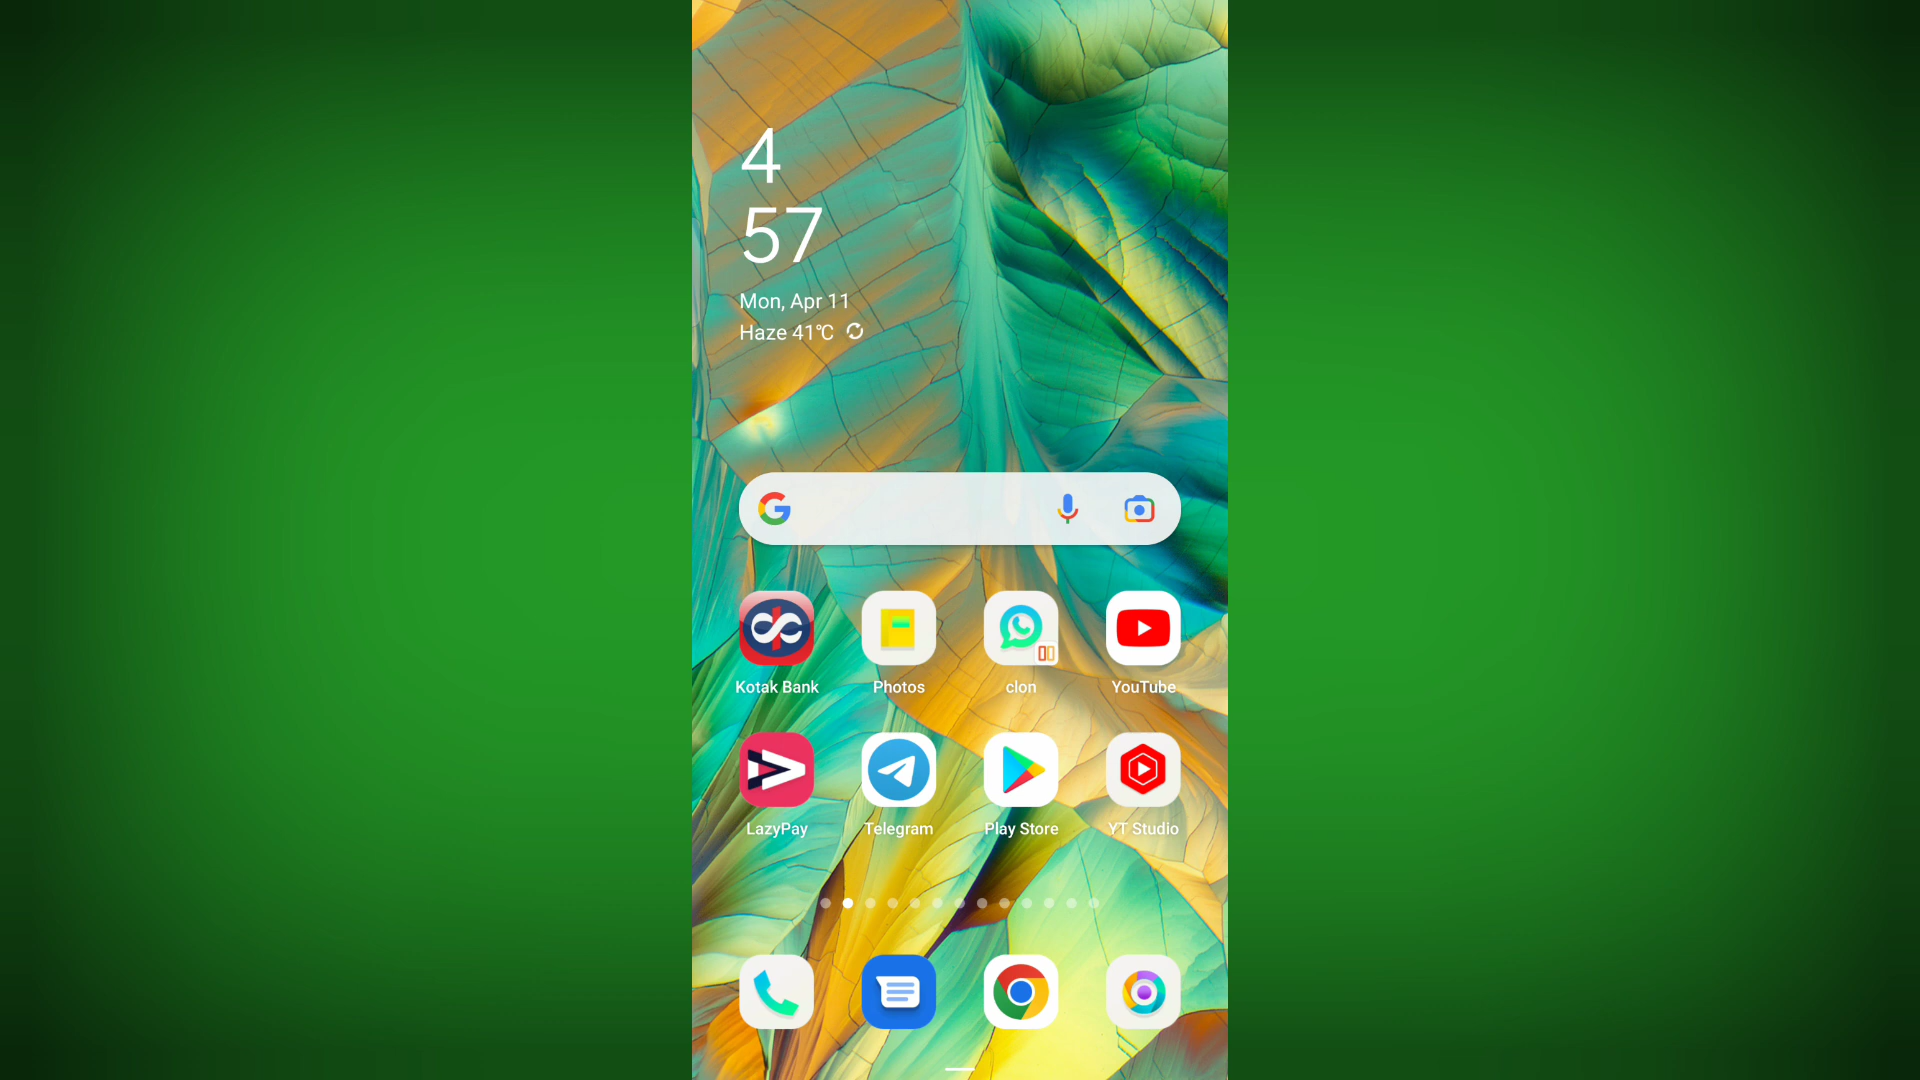 4
57
Mon, Apr 11
Haze 41℃
Kotak Bank
Photos
clon
YouTube
LazyPay
Telegram
Play Store
YT Studio